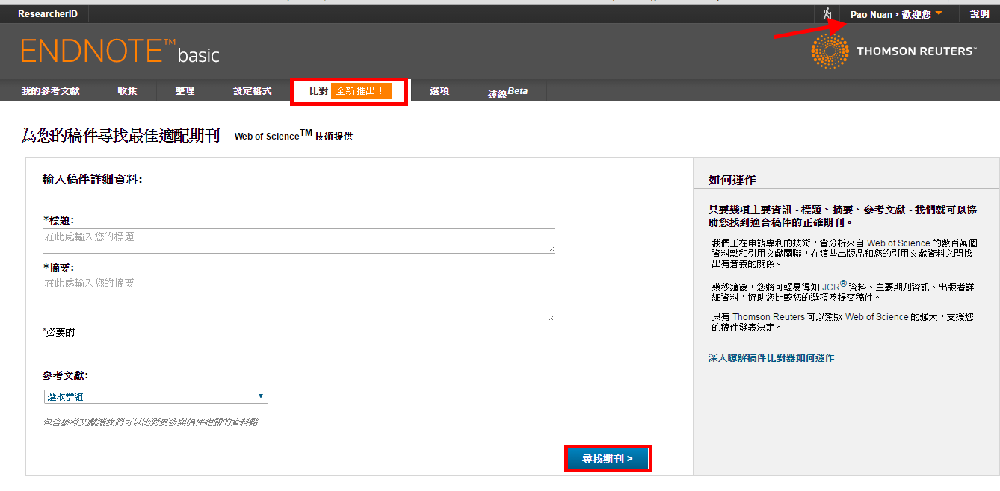 ResearcherID
Pao-Nuan，歡迎您
說明
ENDNOTE™ basic
THOMSON REUTERS™
我的參考文獻
收集
整理
設定格式
比對 全新推出！
選項
連線Beta
為您的稿件尋找最佳適配期刊 Web of Science™ 技術提供
輸入稿件詳細資料:
*標題:
在此處輸入您的標題
*摘要:
在此處輸入您的摘要
*必要的
參考文獻:
選取群組
包含參考文獻讓我們可以比對更多與稿件相關的資料點
尋找期刊 >
如何運作
只要幾項主要資訊 - 標題、摘要、參考文獻 - 我們就可以協
助您找到適合稿件的正確期刊。
我們正在申請專利的技術，會分析來自 Web of Science 的數百萬個
資料點和引用文獻關聯，在這些出版品和您的引用文獻資料之間找
出有意義的關係。
幾秒鐘後，您將可輕易得知 JCR® 資料、主要期刊資訊、出版者詳
細資料，協助您比較您的選項及提交稿件。
只有 Thomson Reuters 可以駕馭 Web of Science 的強大，支援您
的稿件發表決定。
深入瞭解稿件比對器如何運作